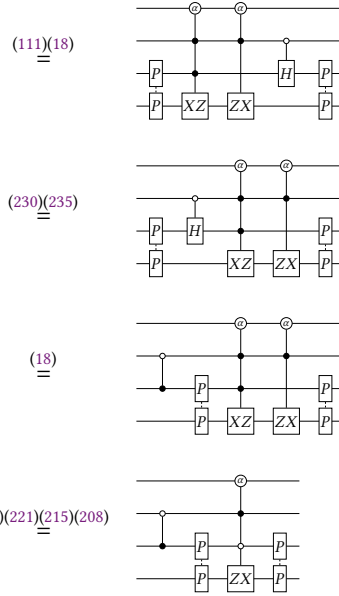 α α
(111)(18)
=
P XZ ZX H P
P P
α α
(230)(235)
=
P H P
P XZ ZX P
α α
(18)
=
P P
P XZ ZX P
α
)(221)(215)(208)
=
P P
P ZX P